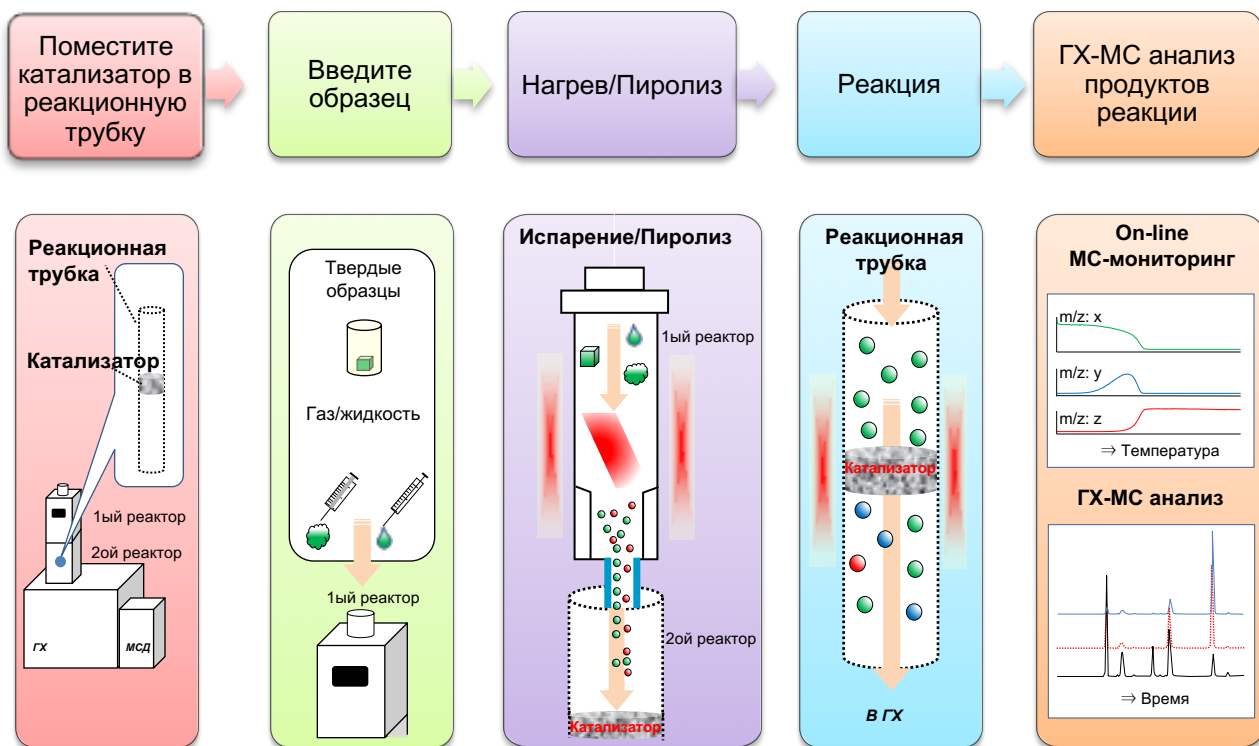 Поместите
катализатор в
реакционную
трубку
Введите
образец
Нагрев/Пиролиз
Реакция
ГХ-МС анализ
продуктов
реакции
Реакционная
трубка
Катализатор
1ый реактор
2ой реактор
ГХ
МСД
Твердые
образцы
Газ/жидкость
1ый реактор
Испарение/Пиролиз
1ый реактор
2ой реактор
Катализатор
Реакционная
трубка
Катализатор
В ГХ
On-line
МС-мониторинг
m/z: x
m/z: y
m/z: z
⇒ Температура
ГХ-МС анализ
⇒ Время